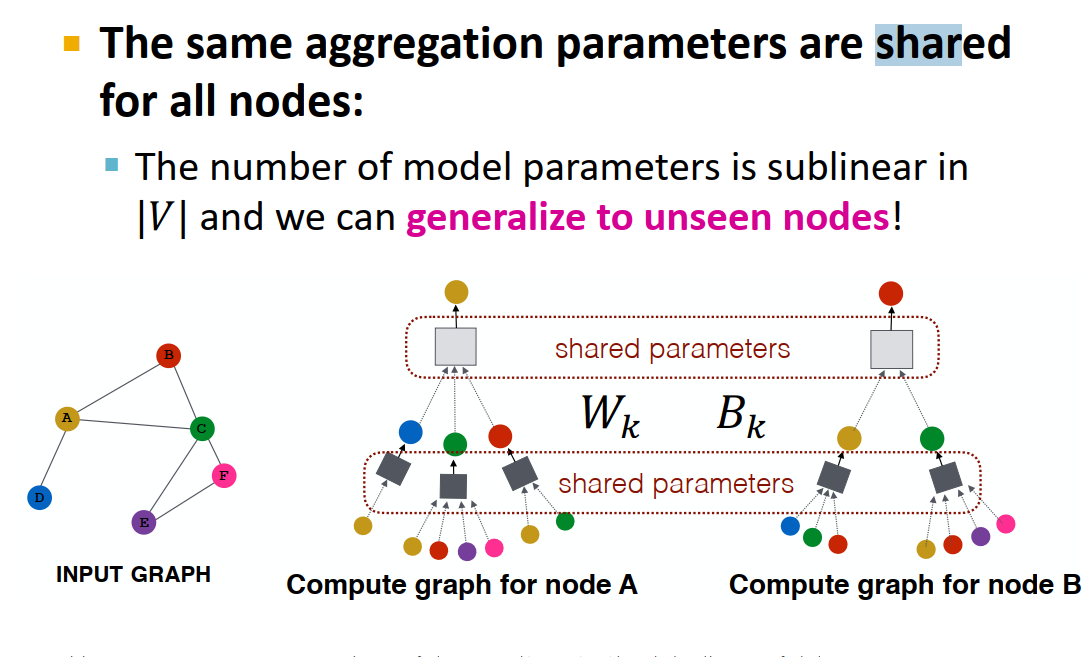 The same aggregation parameters are shared
for all nodes:
The number of model parameters is sublinear in
|V| and we can generalize to unseen nodes!
B
A
C
F
D
E
INPUT GRAPH
shared parameters
W_k B_k
shared parameters
Compute graph for node A
Compute graph for node B